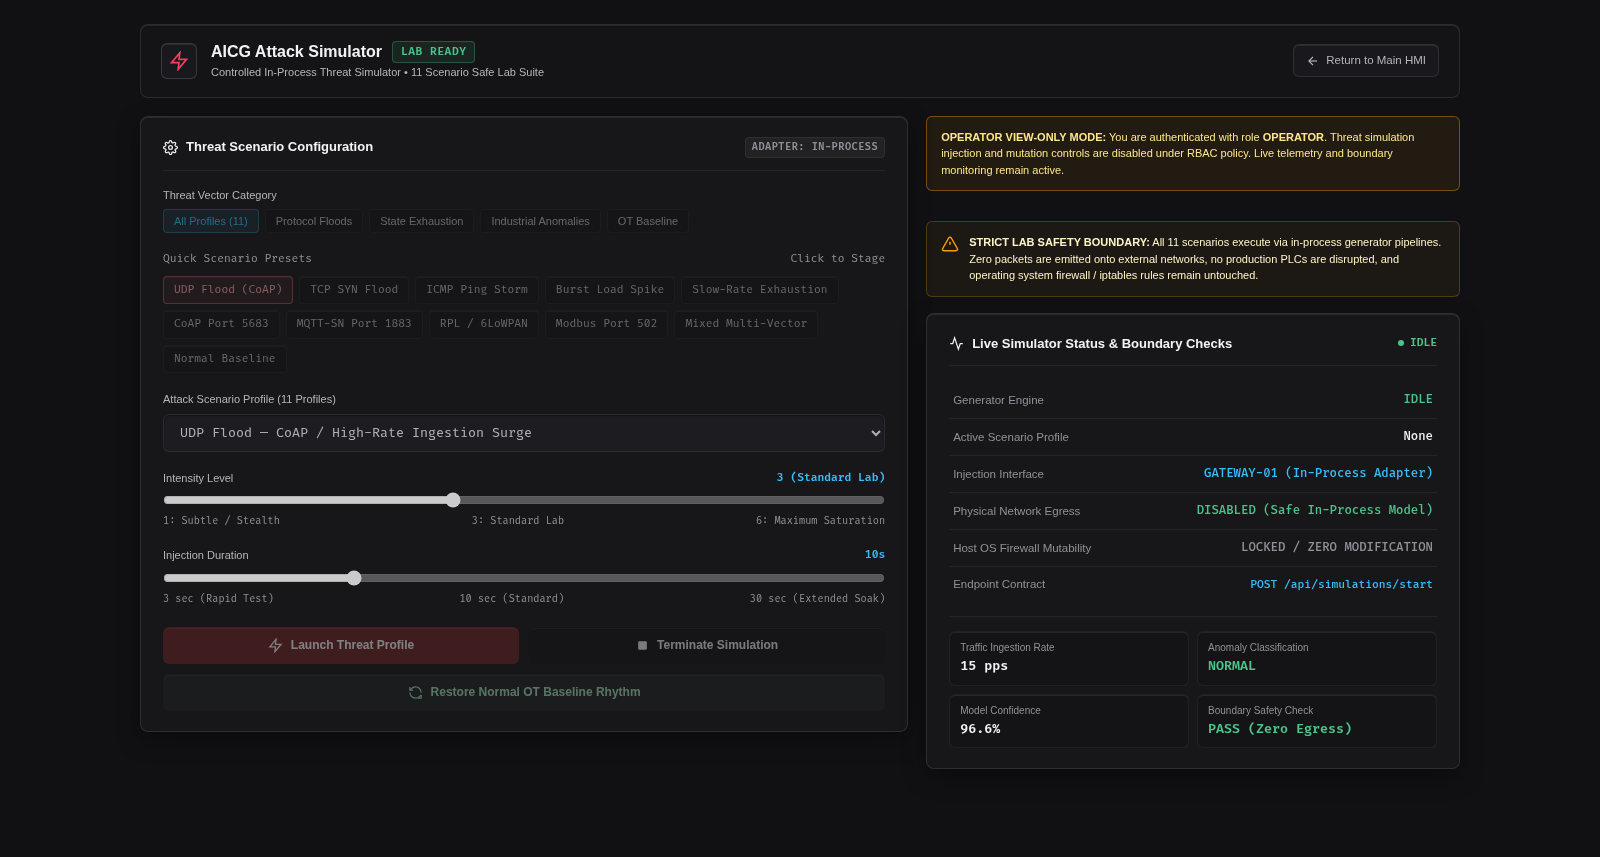 AICG Attack Simulator
LAB READY
Controlled In-Process Threat Simulator • 11 Scenario Safe Lab Suite
Return to Main HMI
Threat Scenario Configuration
ADAPTER: IN-PROCESS
Threat Vector Category
All Profiles (11)
Protocol Floods
State Exhaustion
Industrial Anomalies
OT Baseline
Quick Scenario Presets
Click to Stage
UDP Flood (CoAP)
TCP SYN Flood
ICMP Ping Storm
Burst Load Spike
Slow-Rate Exhaustion
CoAP Port 5683
MQTT-SN Port 1883
RPL / 6LoWPAN
Modbus Port 502
Mixed Multi-Vector
Normal Baseline
Attack Scenario Profile (11 Profiles)
UDP Flood — CoAP / High-Rate Ingestion Surge
Intensity Level
3 (Standard Lab)
1: Subtle / Stealth
3: Standard Lab
6: Maximum Saturation
Injection Duration
10s
3 sec (Rapid Test)
10 sec (Standard)
30 sec (Extended Soak)
Launch Threat Profile
Terminate Simulation
Restore Normal OT Baseline Rhythm
OPERATOR VIEW-ONLY MODE: You are authenticated with role OPERATOR. Threat simulation
injection and mutation controls are disabled under RBAC policy. Live telemetry and boundary
monitoring remain active.
STRICT LAB SAFETY BOUNDARY: All 11 scenarios execute via in-process generator pipelines.
Zero packets are emitted onto external networks, no production PLCs are disrupted, and
operating system firewall / iptables rules remain untouched.
Live Simulator Status & Boundary Checks
IDLE
Generator Engine
IDLE
Active Scenario Profile
None
Injection Interface
GATEWAY-01 (In-Process Adapter)
Physical Network Egress
DISABLED (Safe In-Process Model)
Host OS Firewall Mutability
LOCKED / ZERO MODIFICATION
Endpoint Contract
POST /api/simulations/start
Traffic Ingestion Rate
15 pps
Anomaly Classification
NORMAL
Model Confidence
96.6%
Boundary Safety Check
PASS (Zero Egress)